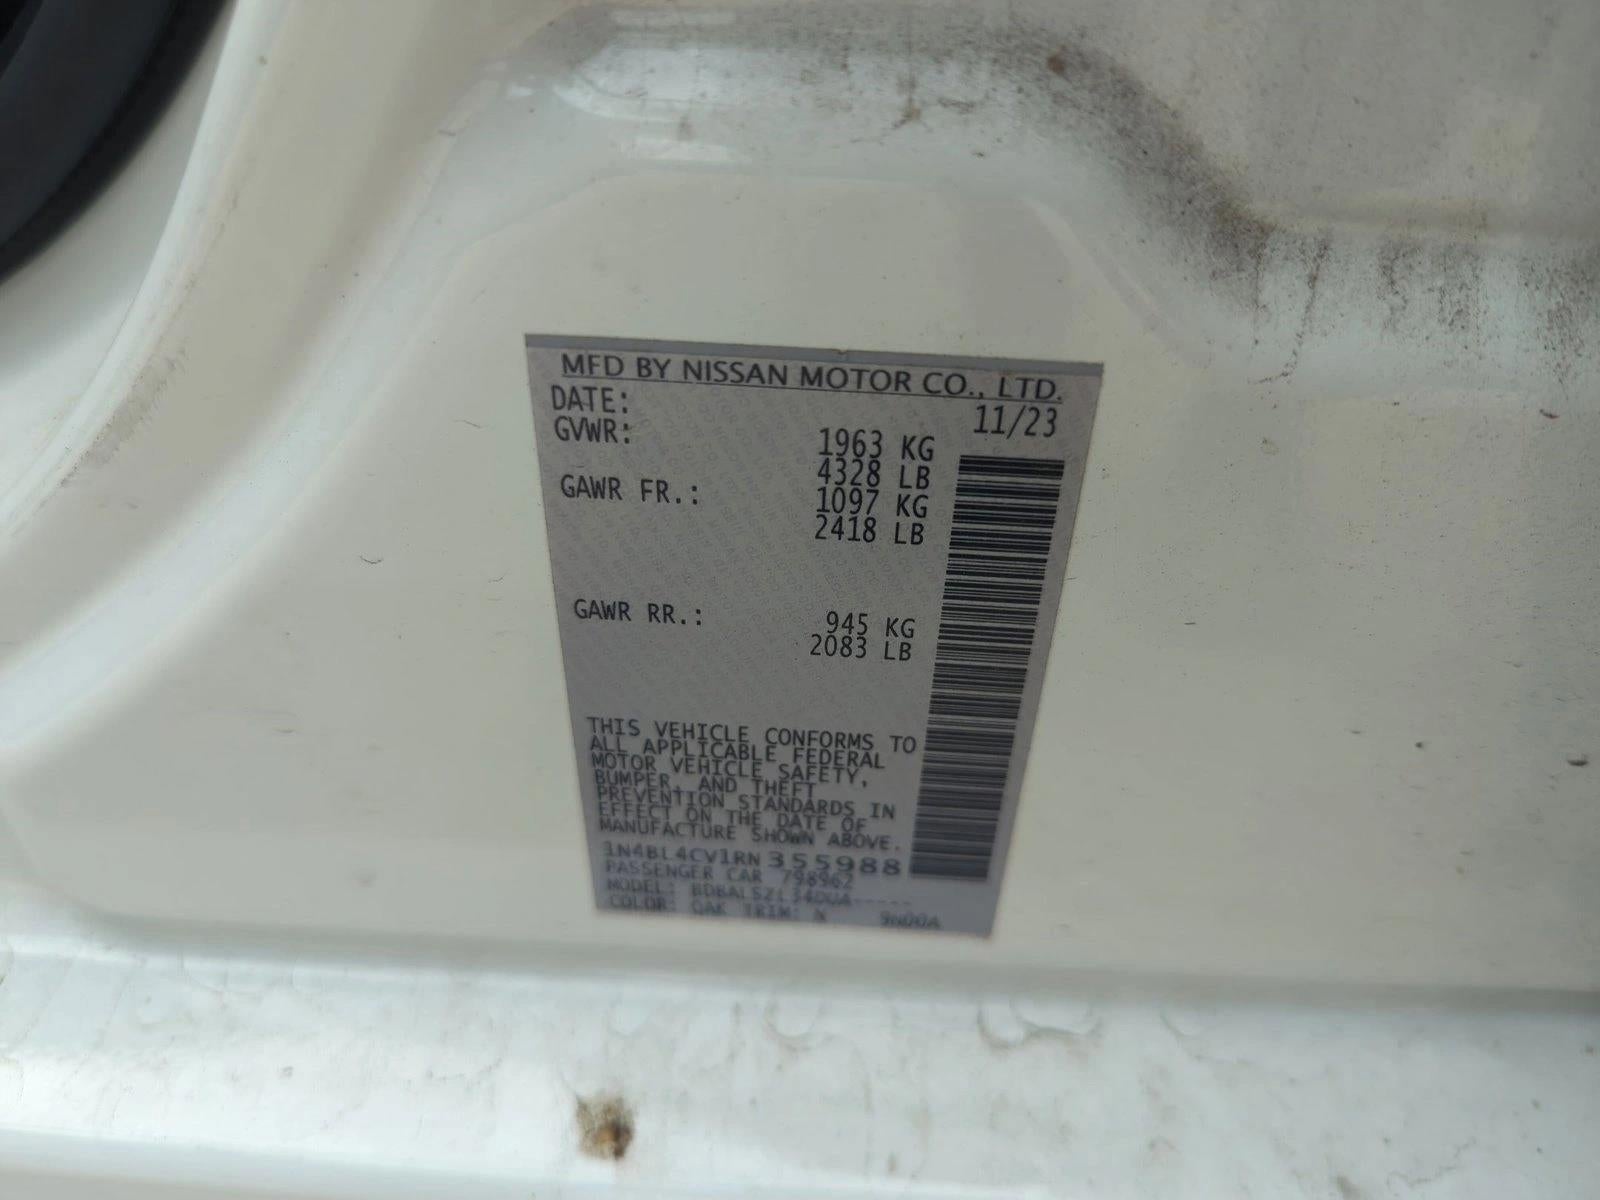 MFD BY NISSAN MOTOR CO., LTD.
DATE: 11/23
GVWR: 1963 KG
4328 LB
GAWR FR.: 1097 KG
2418 LB
GAWR RR.: 945 KG
2083 LB
THIS VEHICLE CONFORMS TO
ALL APPLICABLE FEDERAL
MOTOR VEHICLE SAFETY,
BUMPER, AND THEFT
PREVENTION STANDARDS IN
EFFECT ON THE DATE OF
MANUFACTURE SHOWN ABOVE.
1N4BL4CV1RN355988
PASSENGER CAR 798962
MODEL:
COLOR: QAK TRIM: N